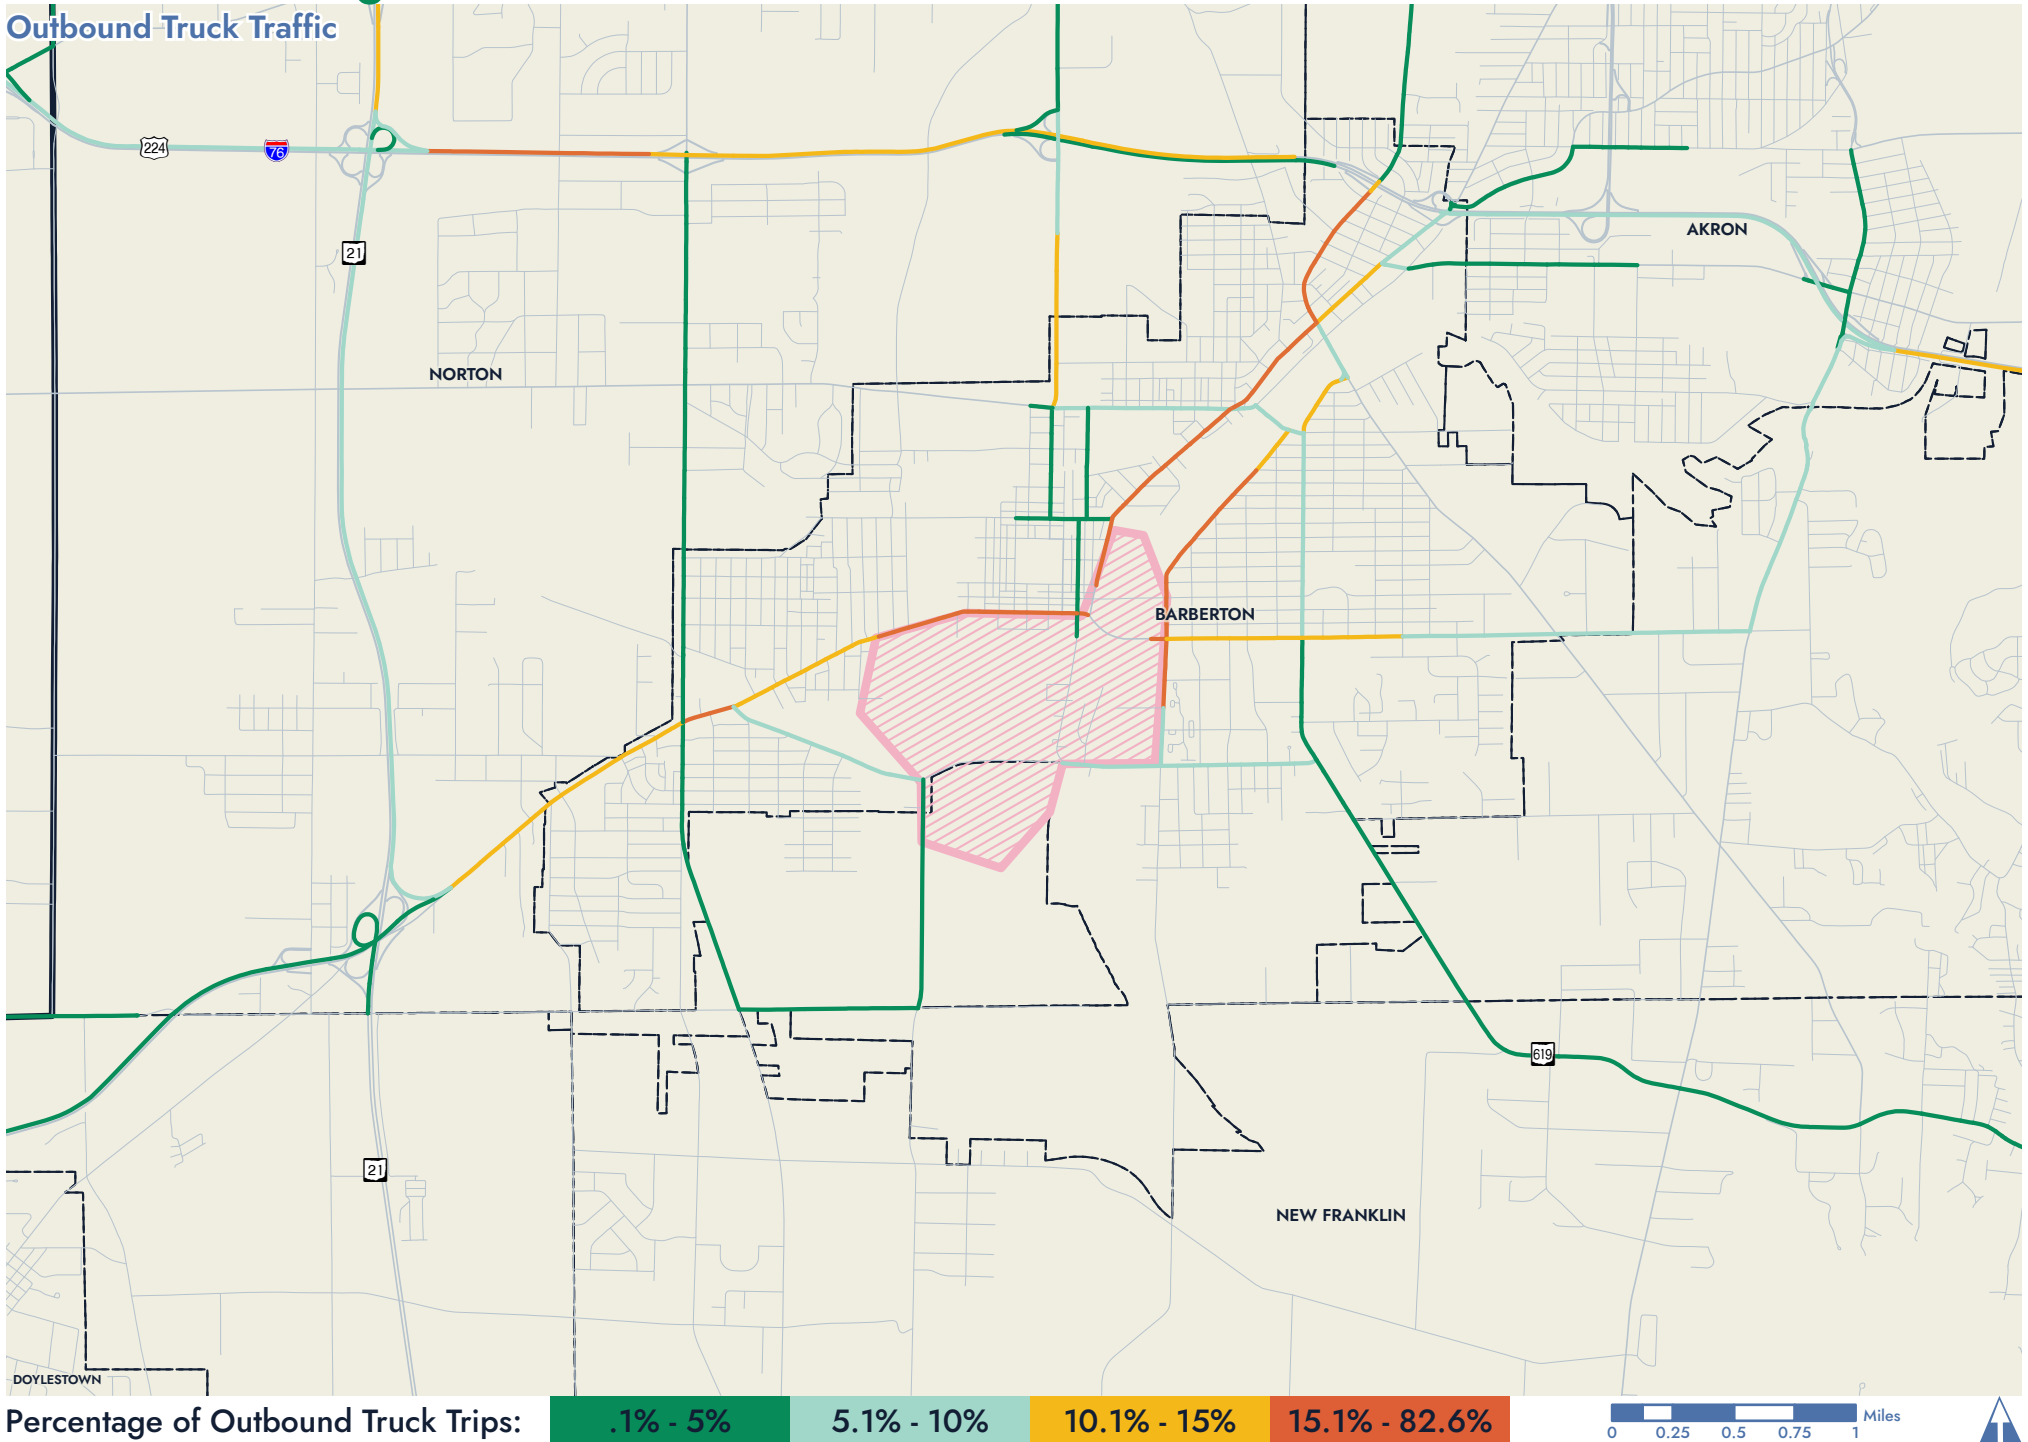 Outbound Truck Traffic
224
76
21
AKRON
NORTON
BARBERTON
619
21
NEW FRANKLIN
DOYLESTOWN
Percentage of Outbound Truck Trips: .1% - 5% 5.1% - 10% 10.1% - 15% 15.1% - 82.6%
Miles
0 0.25 0.5 0.75 1